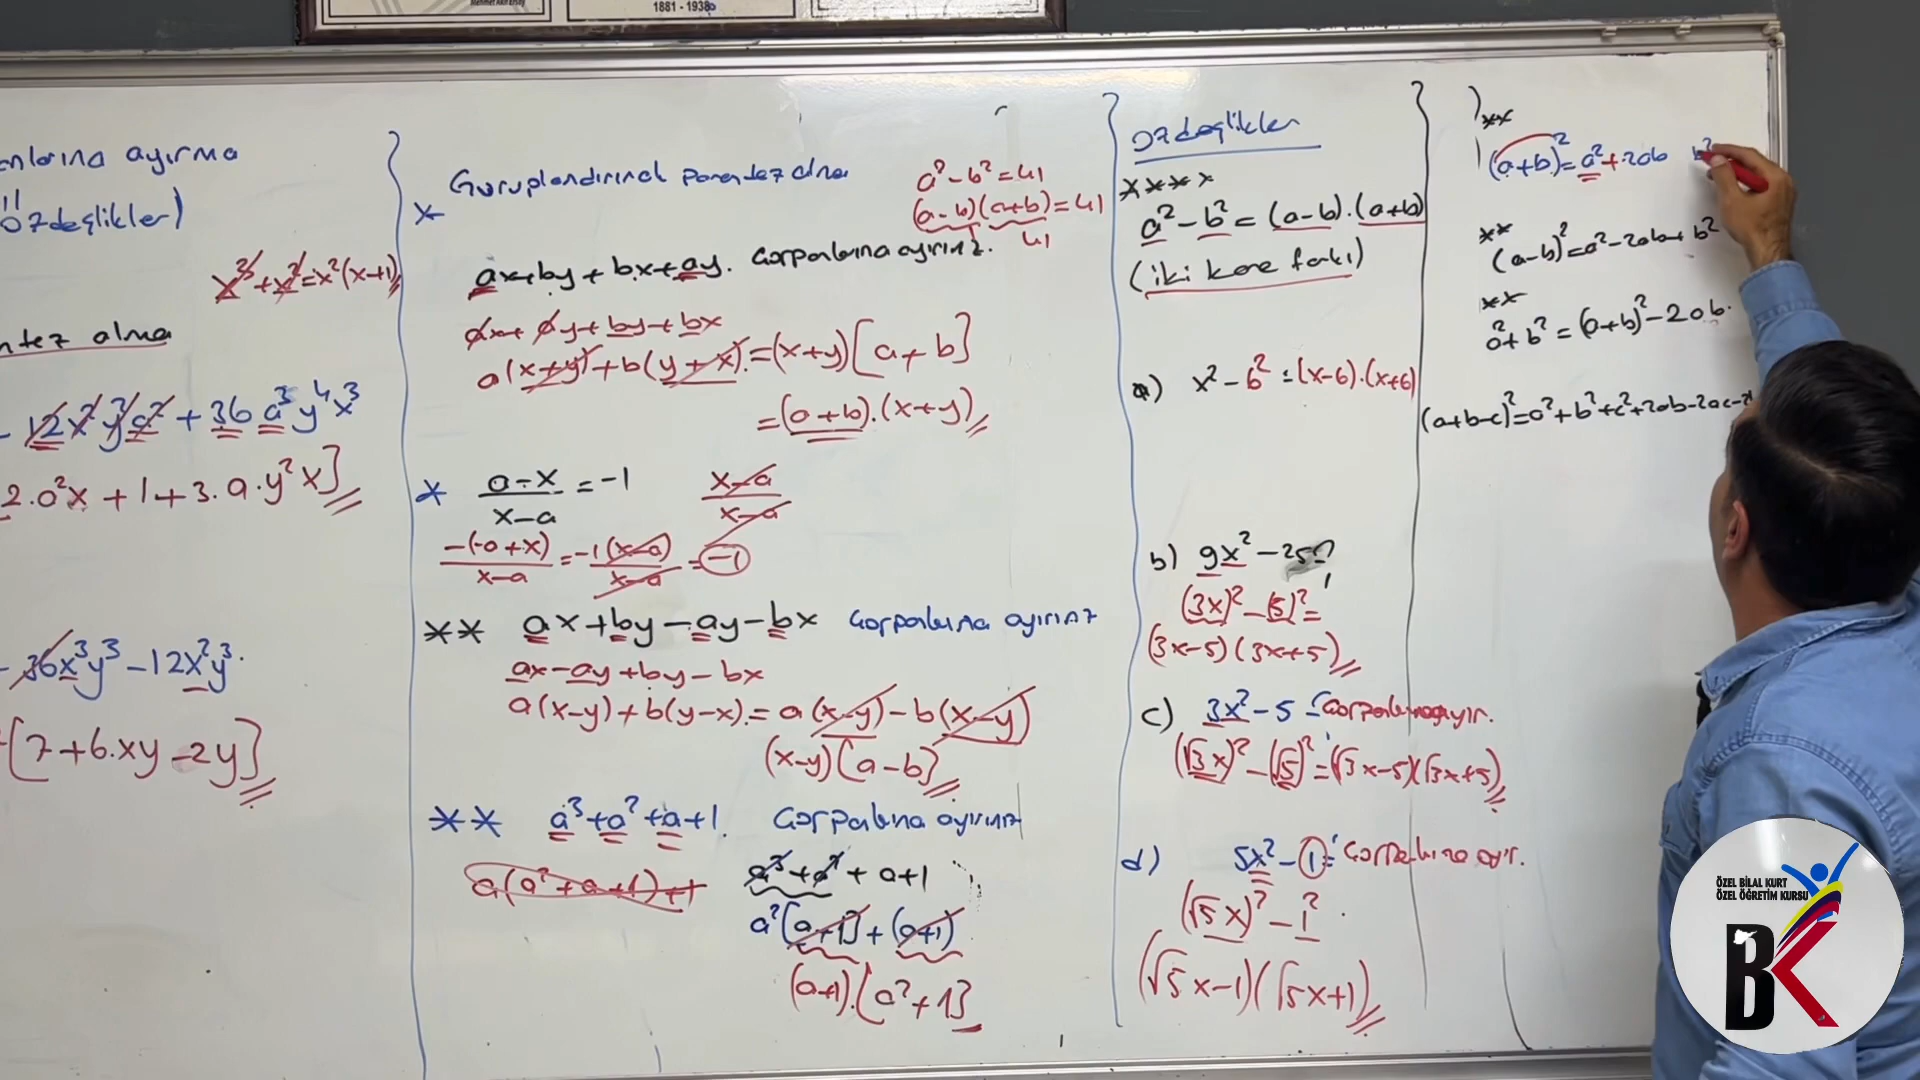 1881 - 1938
anlarına ayırma
Özdeşlikler)
x³+x²=x²(x+1)
ntez alma
- 12x²y³a² + 36a³y⁴x³
2.a²x + 1 + 3.a.y²x]
- 36x³y³ - 12x²y³.
[7+6.xy-2y]
* Guruplandırarak parantez alma
a²-b²=41
(a-b)(a+b)=41
41
ax+by+bx+ay. Çarpanlarına ayırınız.
ax+ay+by+bx
a(x+y)+b(y+x)=(x+y)[a+b]
=(a+b).(x+y)
* a-x/x-a = -1
x-a/x-a
-(-a+x)/x-a = -1(x-a)/x-a = -1
** ax+by-ay-bx Çarpanlarına ayırınız
ax-ay+by-bx
a(x-y)+b(y-x)=a(x-y)-b(x-y)
(x-y)[a-b]
** a³+a²+a+1. Çarpanlarına ayırınız
a(a²+a+1)+1
a³+a²+a+1
a²[a+1]+(a+1)
(a+1).[a²+1]
Özdeşlikler
****
a²-b²=(a-b).(a+b)
(iki kare farkı)
a) x²-6²=(x-6).(x+6)
b) 9x²-25=?
(3x)²-(5)²=
(3x-5)(3x+5)
c) 3x²-5=Çarpanlarına ayır.
(√3x)²-(√5)²=(√3x-5)(√3x+5)
d) 5x²-1=Çarpanlarına ayır.
(√5x)²-1²
(√5x-1)(√5x+1)
**
(a+b)²=a²+2ab b²
**
(a-b)²=a²-2ab+b²
**
a²+b²=(a+b)²-2ab.
(a+b-c)²=a²+b²+c²+2ab-2ac-2
ÖZEL BİLAL KURT
ÖZEL ÖĞRETİM KURSU
BK